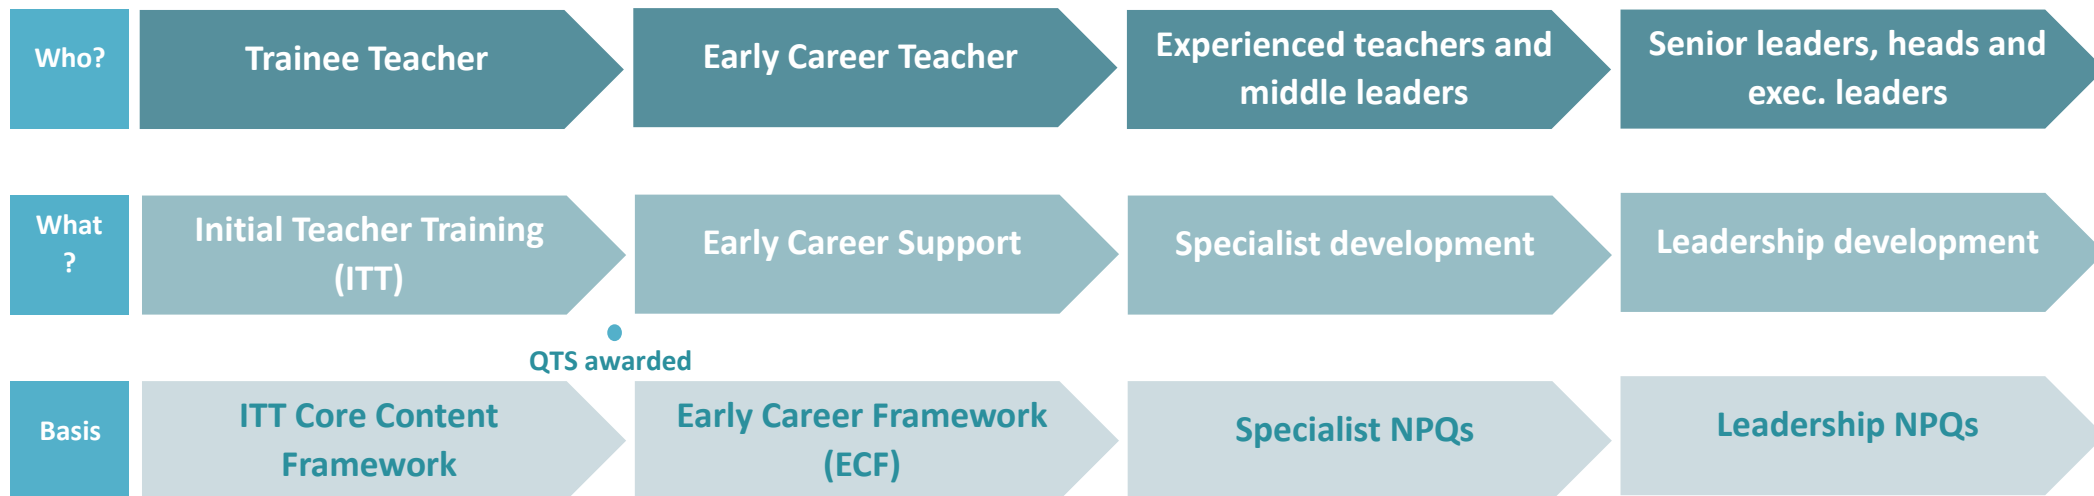 Who?
Trainee Teacher
Early Career Teacher
Experienced teachers and
middle leaders
Senior leaders, heads and
exec. leaders
What
?
Initial Teacher Training
(ITT)
Early Career Support
Specialist development
Leadership development
QTS awarded
Basis
ITT Core Content
Framework
Early Career Framework
(ECF)
Specialist NPQs
Leadership NPQs